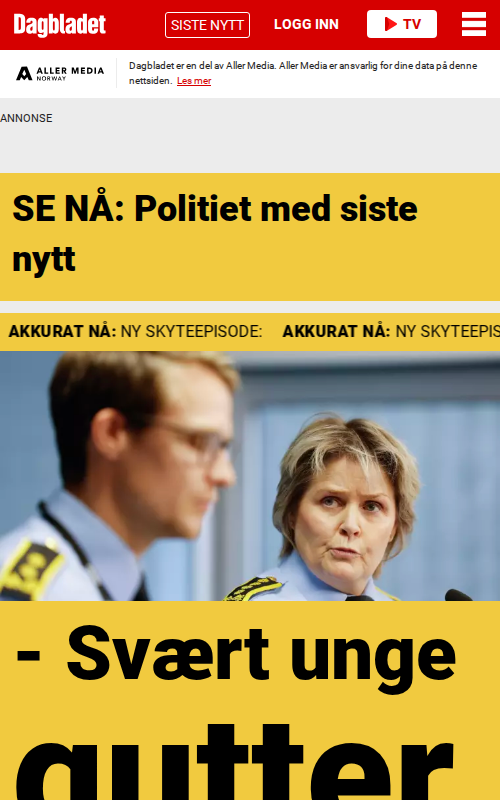 Dagbladet
SISTE NYTT
LOGG INN
TV
ALLER MEDIA
NORWAY
Dagbladet er en del av Aller Media. Aller Media er ansvarlig for dine data på denne
nettsiden. Les mer
ANNONSE
SE NÅ: Politiet med siste
nytt
AKKURAT NÅ: NY SKYTEEPISODE: AKKURAT NÅ: NY SKYTEEPIS
- Svært unge
gutter